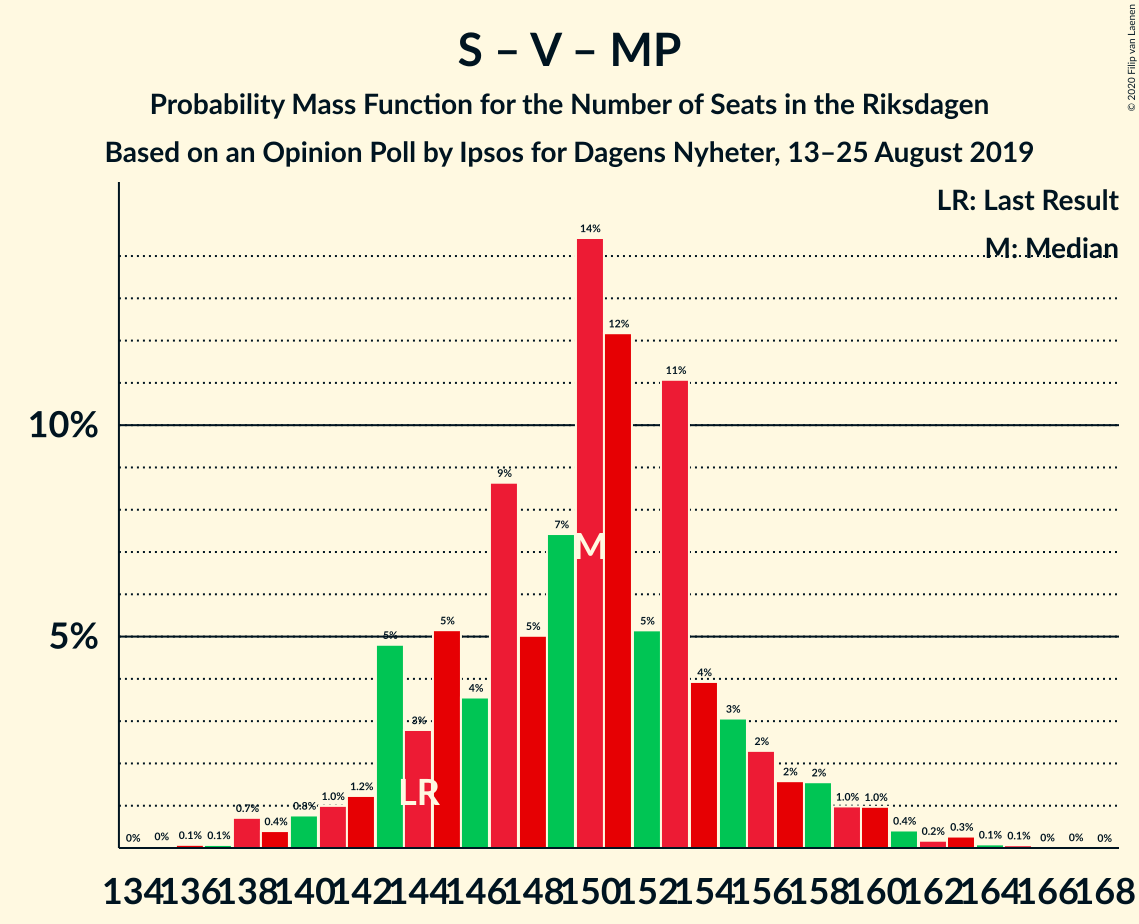 S – V – MP
Probability Mass Function for the Number of Seats in the Riksdagen
Based on an Opinion Poll by Ipsos for Dagens Nyheter, 13–25 August 2019
© 2020 Filip van Laenen
LR: Last Result
M: Median
10%
5%
0% 0% 0.1% 0.1% 0.7% 0.4% 0.8% 1.0% 1.2% 5% 3% 5% 4% 9% 5% 7% 14% 12% 5% 11% 4% 3% 2% 2% 2% 1.0% 1.0% 0.4% 0.2% 0.3% 0.1% 0.1% 0% 0% 0%
M
LR
134 136 138 140 142 144 146 148 150 152 154 156 158 160 162 164 166 168